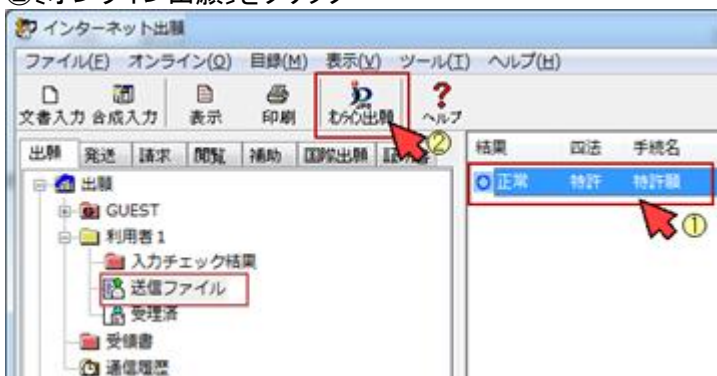 ②[オンライン出願]をクリック
インターネット出願
ファイル(E) オンライン(O) 目録(M) 表示(V) ツール(T) ヘルプ(H)
文書入力 合成入力 表示 印刷 オンライン出願 ヘルプ
②
出願 発送 請求 閲覧 補助 国際出願
結果 四法 手続名
正常 特許 特許願
①
出願
GUEST
利用者1
入力チェック結果
送信ファイル
受理済
受領書
通信履歴